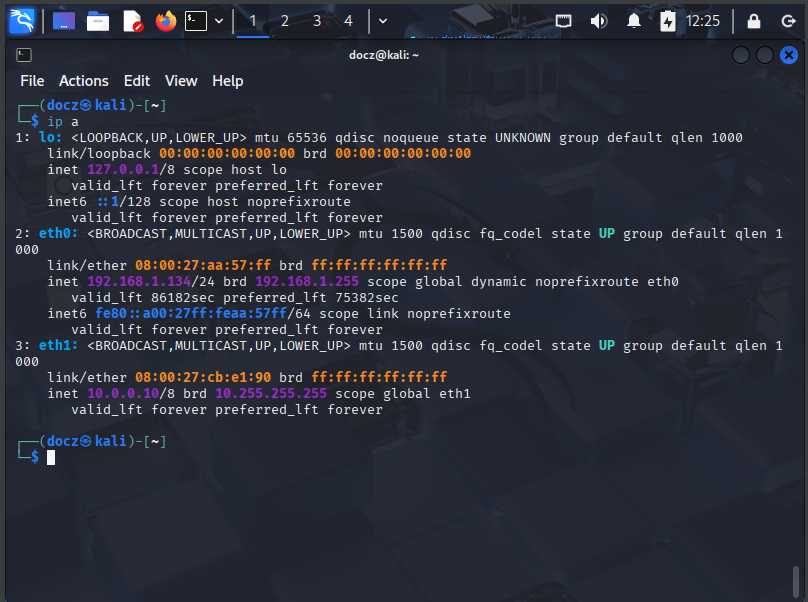 1 2 3 4 12:25
docz@kali: ~
File Actions Edit View Help
┌──(docz㉿kali)-[~]
└─$ ip a
1: lo: <LOOPBACK,UP,LOWER_UP> mtu 65536 qdisc noqueue state UNKNOWN group default qlen 1000
link/loopback 00:00:00:00:00:00 brd 00:00:00:00:00:00
inet 127.0.0.1/8 scope host lo
valid_lft forever preferred_lft forever
inet6 ::1/128 scope host noprefixroute
valid_lft forever preferred_lft forever
2: eth0: <BROADCAST,MULTICAST,UP,LOWER_UP> mtu 1500 qdisc fq_codel state UP group default qlen 1
000
link/ether 08:00:27:aa:57:ff brd ff:ff:ff:ff:ff:ff
inet 192.168.1.134/24 brd 192.168.1.255 scope global dynamic noprefixroute eth0
valid_lft 86182sec preferred_lft 75382sec
inet6 fe80::a00:27ff:feaa:57ff/64 scope link noprefixroute
valid_lft forever preferred_lft forever
3: eth1: <BROADCAST,MULTICAST,UP,LOWER_UP> mtu 1500 qdisc fq_codel state UP group default qlen 1
000
link/ether 08:00:27:cb:e1:90 brd ff:ff:ff:ff:ff:ff
inet 10.0.0.10/8 brd 10.255.255.255 scope global eth1
valid_lft forever preferred_lft forever
┌──(docz㉿kali)-[~]
└─$